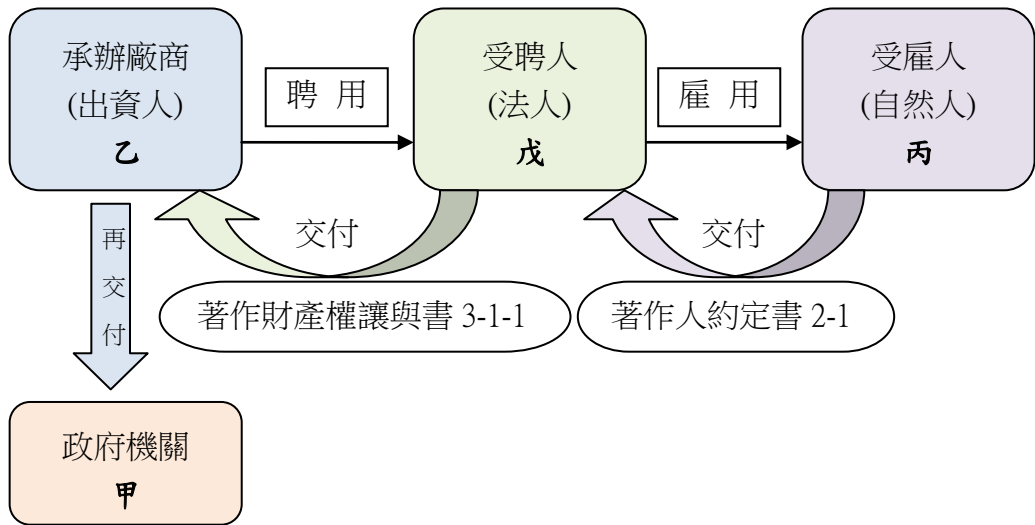 承辦廠商
(出資人)
乙
聘 用
受聘人
(法人)
戊
雇 用
受雇人
(自然人)
丙
再
交
付
交付
著作財產權讓與書 3-1-1
交付
著作人約定書 2-1
政府機關
甲